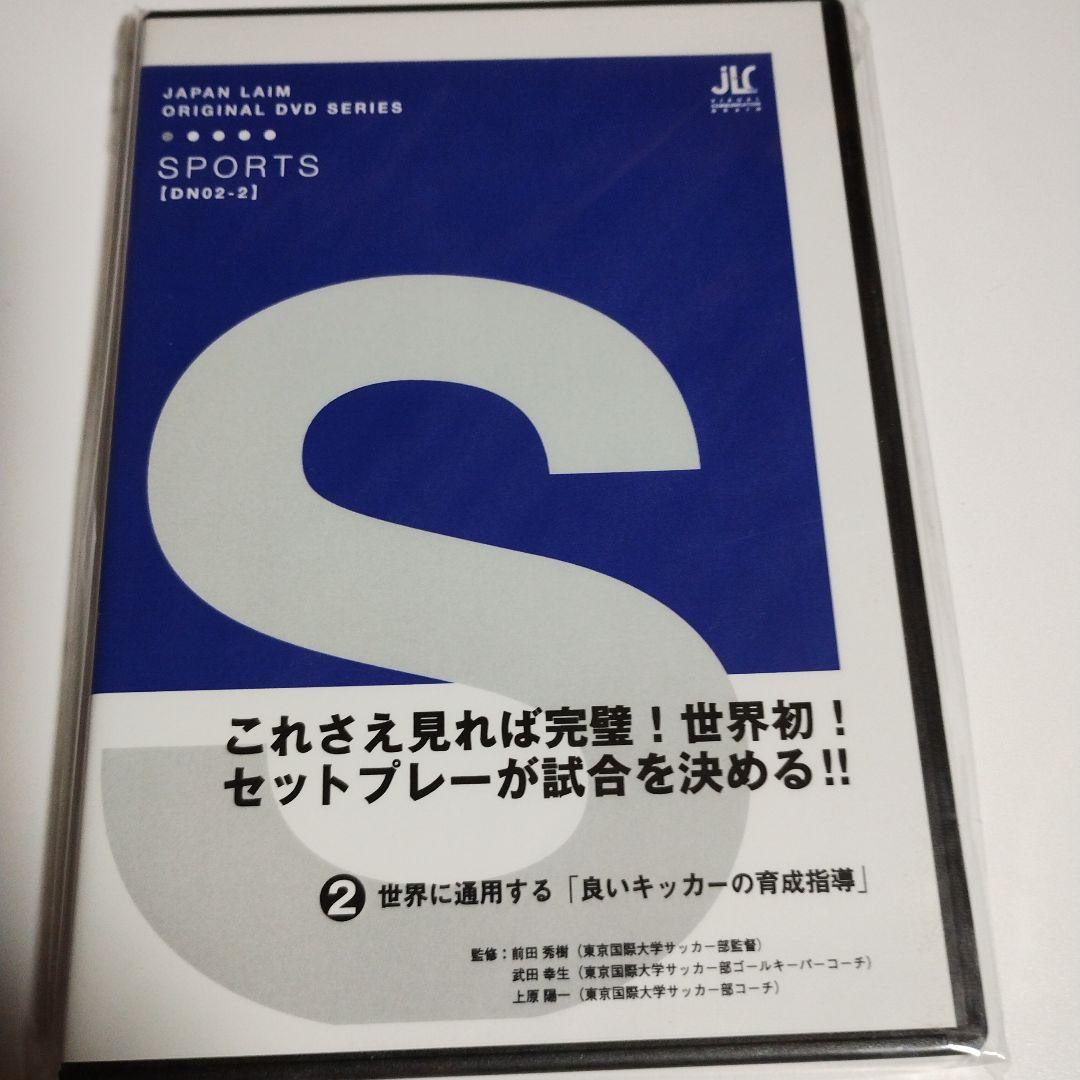 JAPAN LAIM
ORIGINAL DVD SERIES
JLC
VISUAL
COMMUNICATION
SPORTS
【DN02-2】
S
これさえ見れば完璧!世界初!
セットプレーが試合を決める!!
❷ 世界に通用する「良いキッカーの育成指導」
監修:前田 秀樹(東京国際大学サッカー部監督)
武田 幸生(東京国際大学サッカー部ゴールキーパーコーチ)
上原 陽一(東京国際大学サッカー部コーチ)